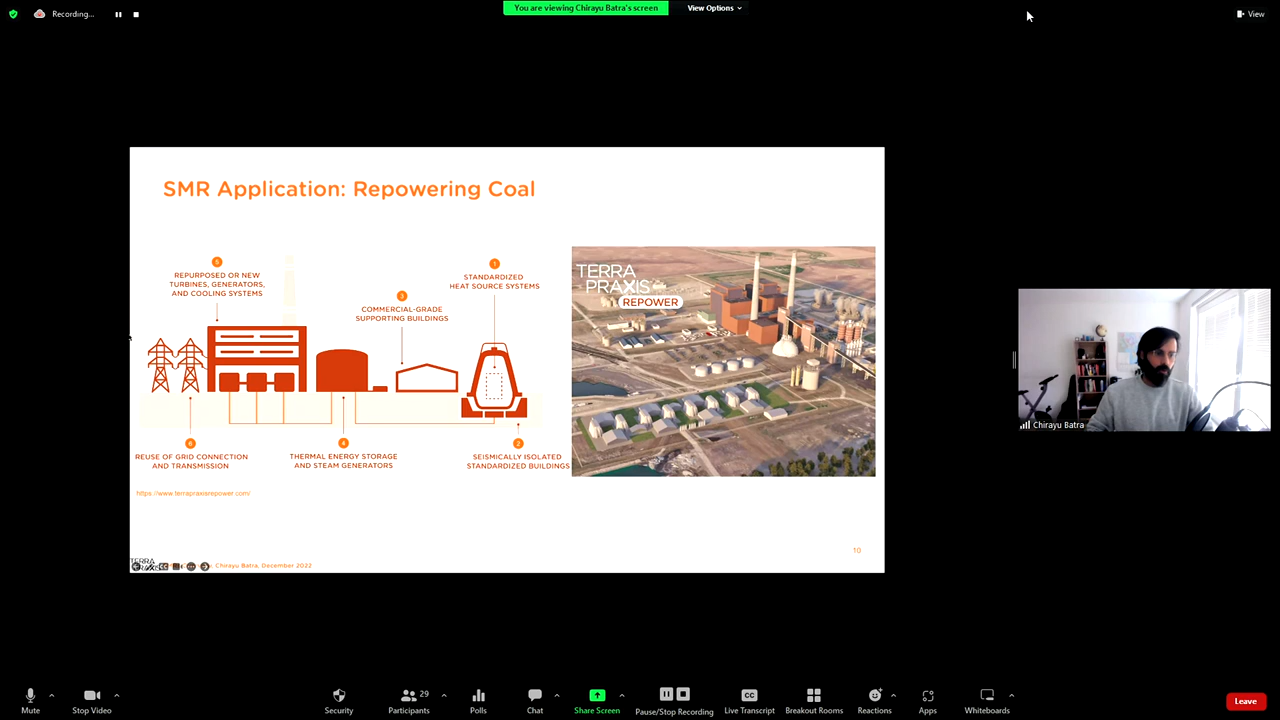 Recording...
You are viewing Chirayu Batra's screen
View Options
View
SMR Application: Repowering Coal
5
REPURPOSED OR NEW
TURBINES, GENERATORS,
AND COOLING SYSTEMS
3
COMMERCIAL-GRADE
SUPPORTING BUILDINGS
1
STANDARDIZED
HEAT SOURCE SYSTEMS
TERRA
PRAXIS
REPOWER
6
REUSE OF GRID CONNECTION
AND TRANSMISSION
4
THERMAL ENERGY STORAGE
AND STEAM GENERATORS
2
SEISMICALLY ISOLATED
STANDARDIZED BUILDINGS
https://www.terrapraxisrepower.com/
10
TERRA
Chirayu Batra, December 2022
Chirayu Batra
Mute
Stop Video
Security
Participants
29
Polls
Chat
Share Screen
Pause/Stop Recording
CC
Live Transcript
Breakout Rooms
Reactions
Apps
Whiteboards
Leave